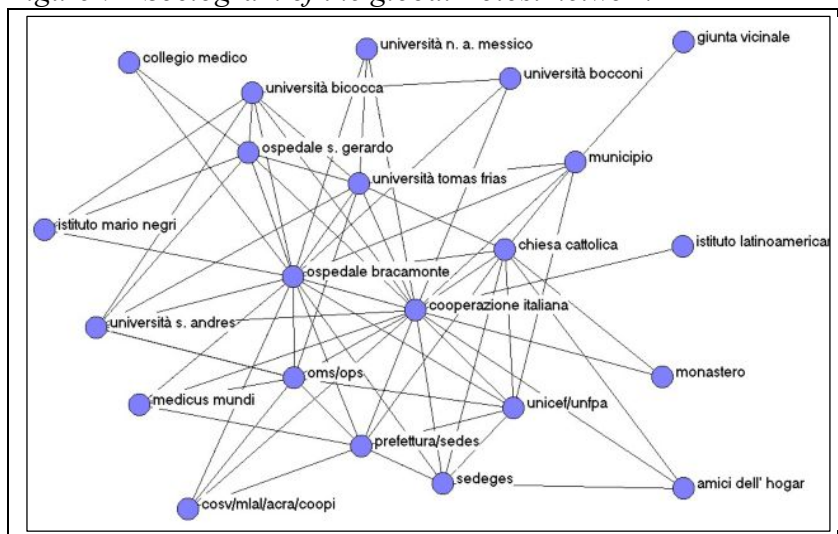 collegio medico
università n. a. messico
giunta vicinale
università bicocca
università bocconi
ospedale s. gerardo
università tomas frias
municipio
istituto mario negri
chiesa cattolica
istituto latinoamerican
ospedale bracamonte
cooperazione italiana
università s. andres
oms/ops
monastero
medicus mundi
unicef/unfpa
prefettura/sedes
sedeges
amici dell' hogar
cosv/mlal/acra/coopi